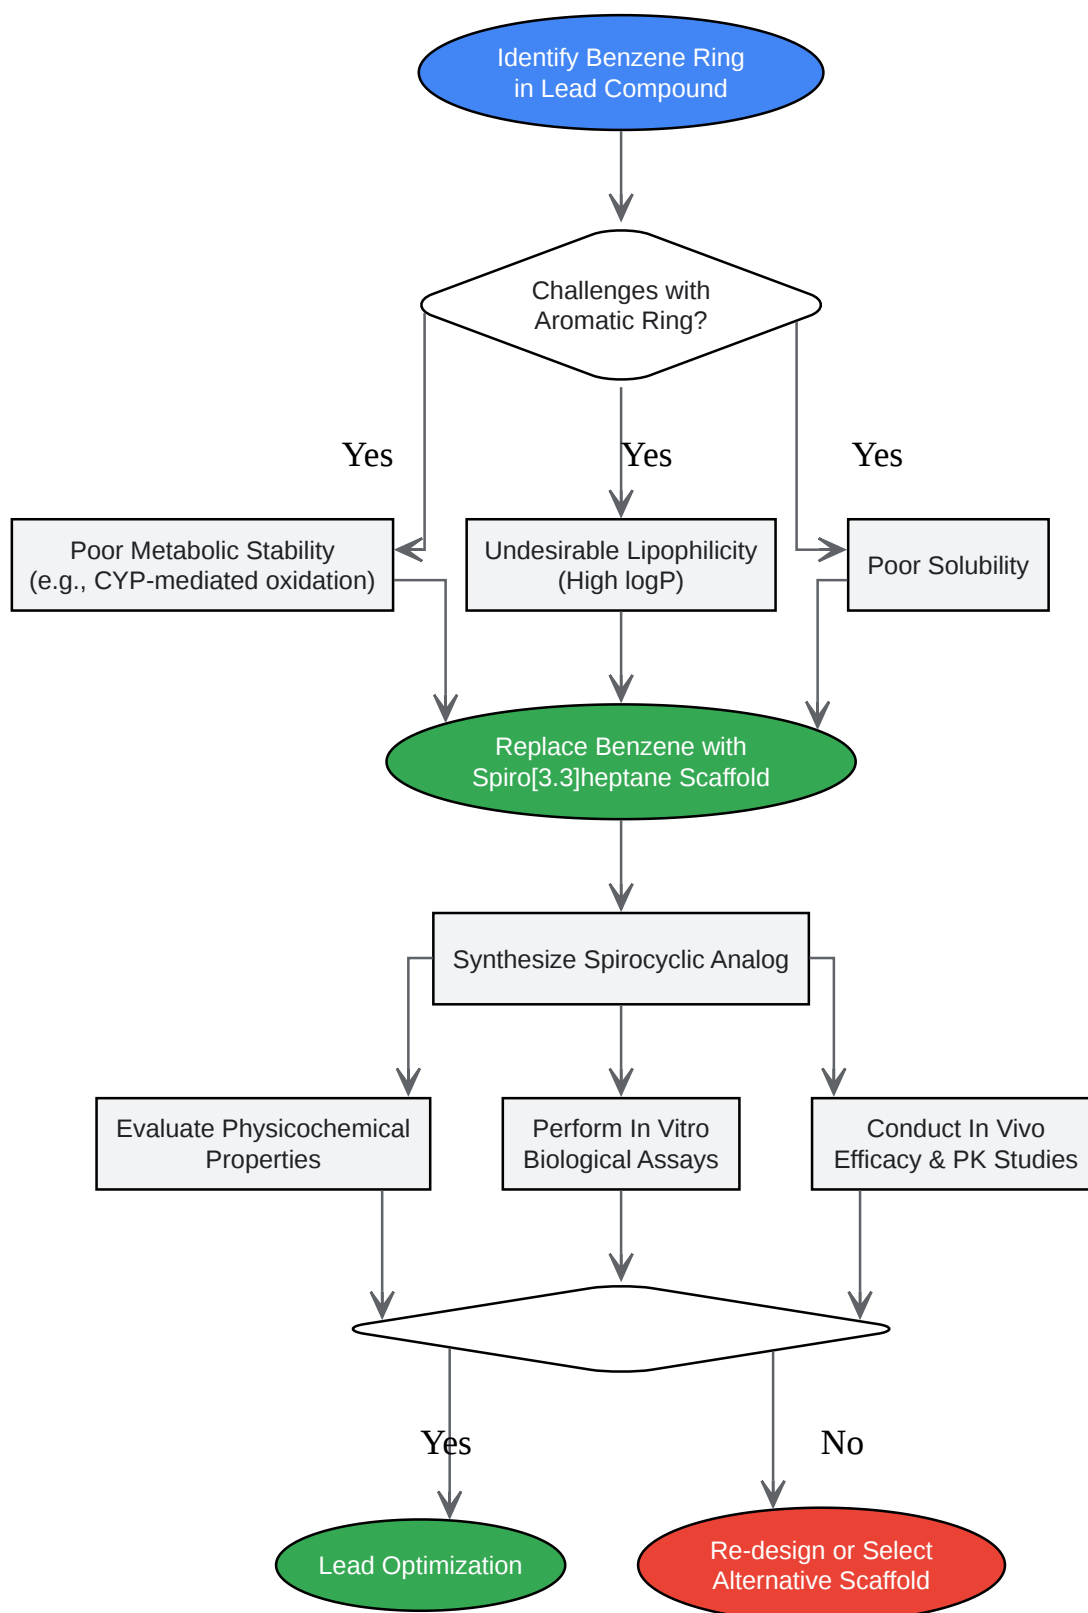 Identify Benzene Ring
in Lead Compound
Challenges with
Aromatic Ring?
Yes
Yes
Yes
Poor Metabolic Stability
(e.g., CYP-mediated oxidation)
Undesirable Lipophilicity
(High logP)
Poor Solubility
Replace Benzene with
Spiro[3.3]heptane Scaffold
Synthesize Spirocyclic Analog
Evaluate Physicochemical
Properties
Perform In Vitro
Biological Assays
Conduct In Vivo
Efficacy & PK Studies
Yes
No
Lead Optimization
Re-design or Select
Alternative Scaffold